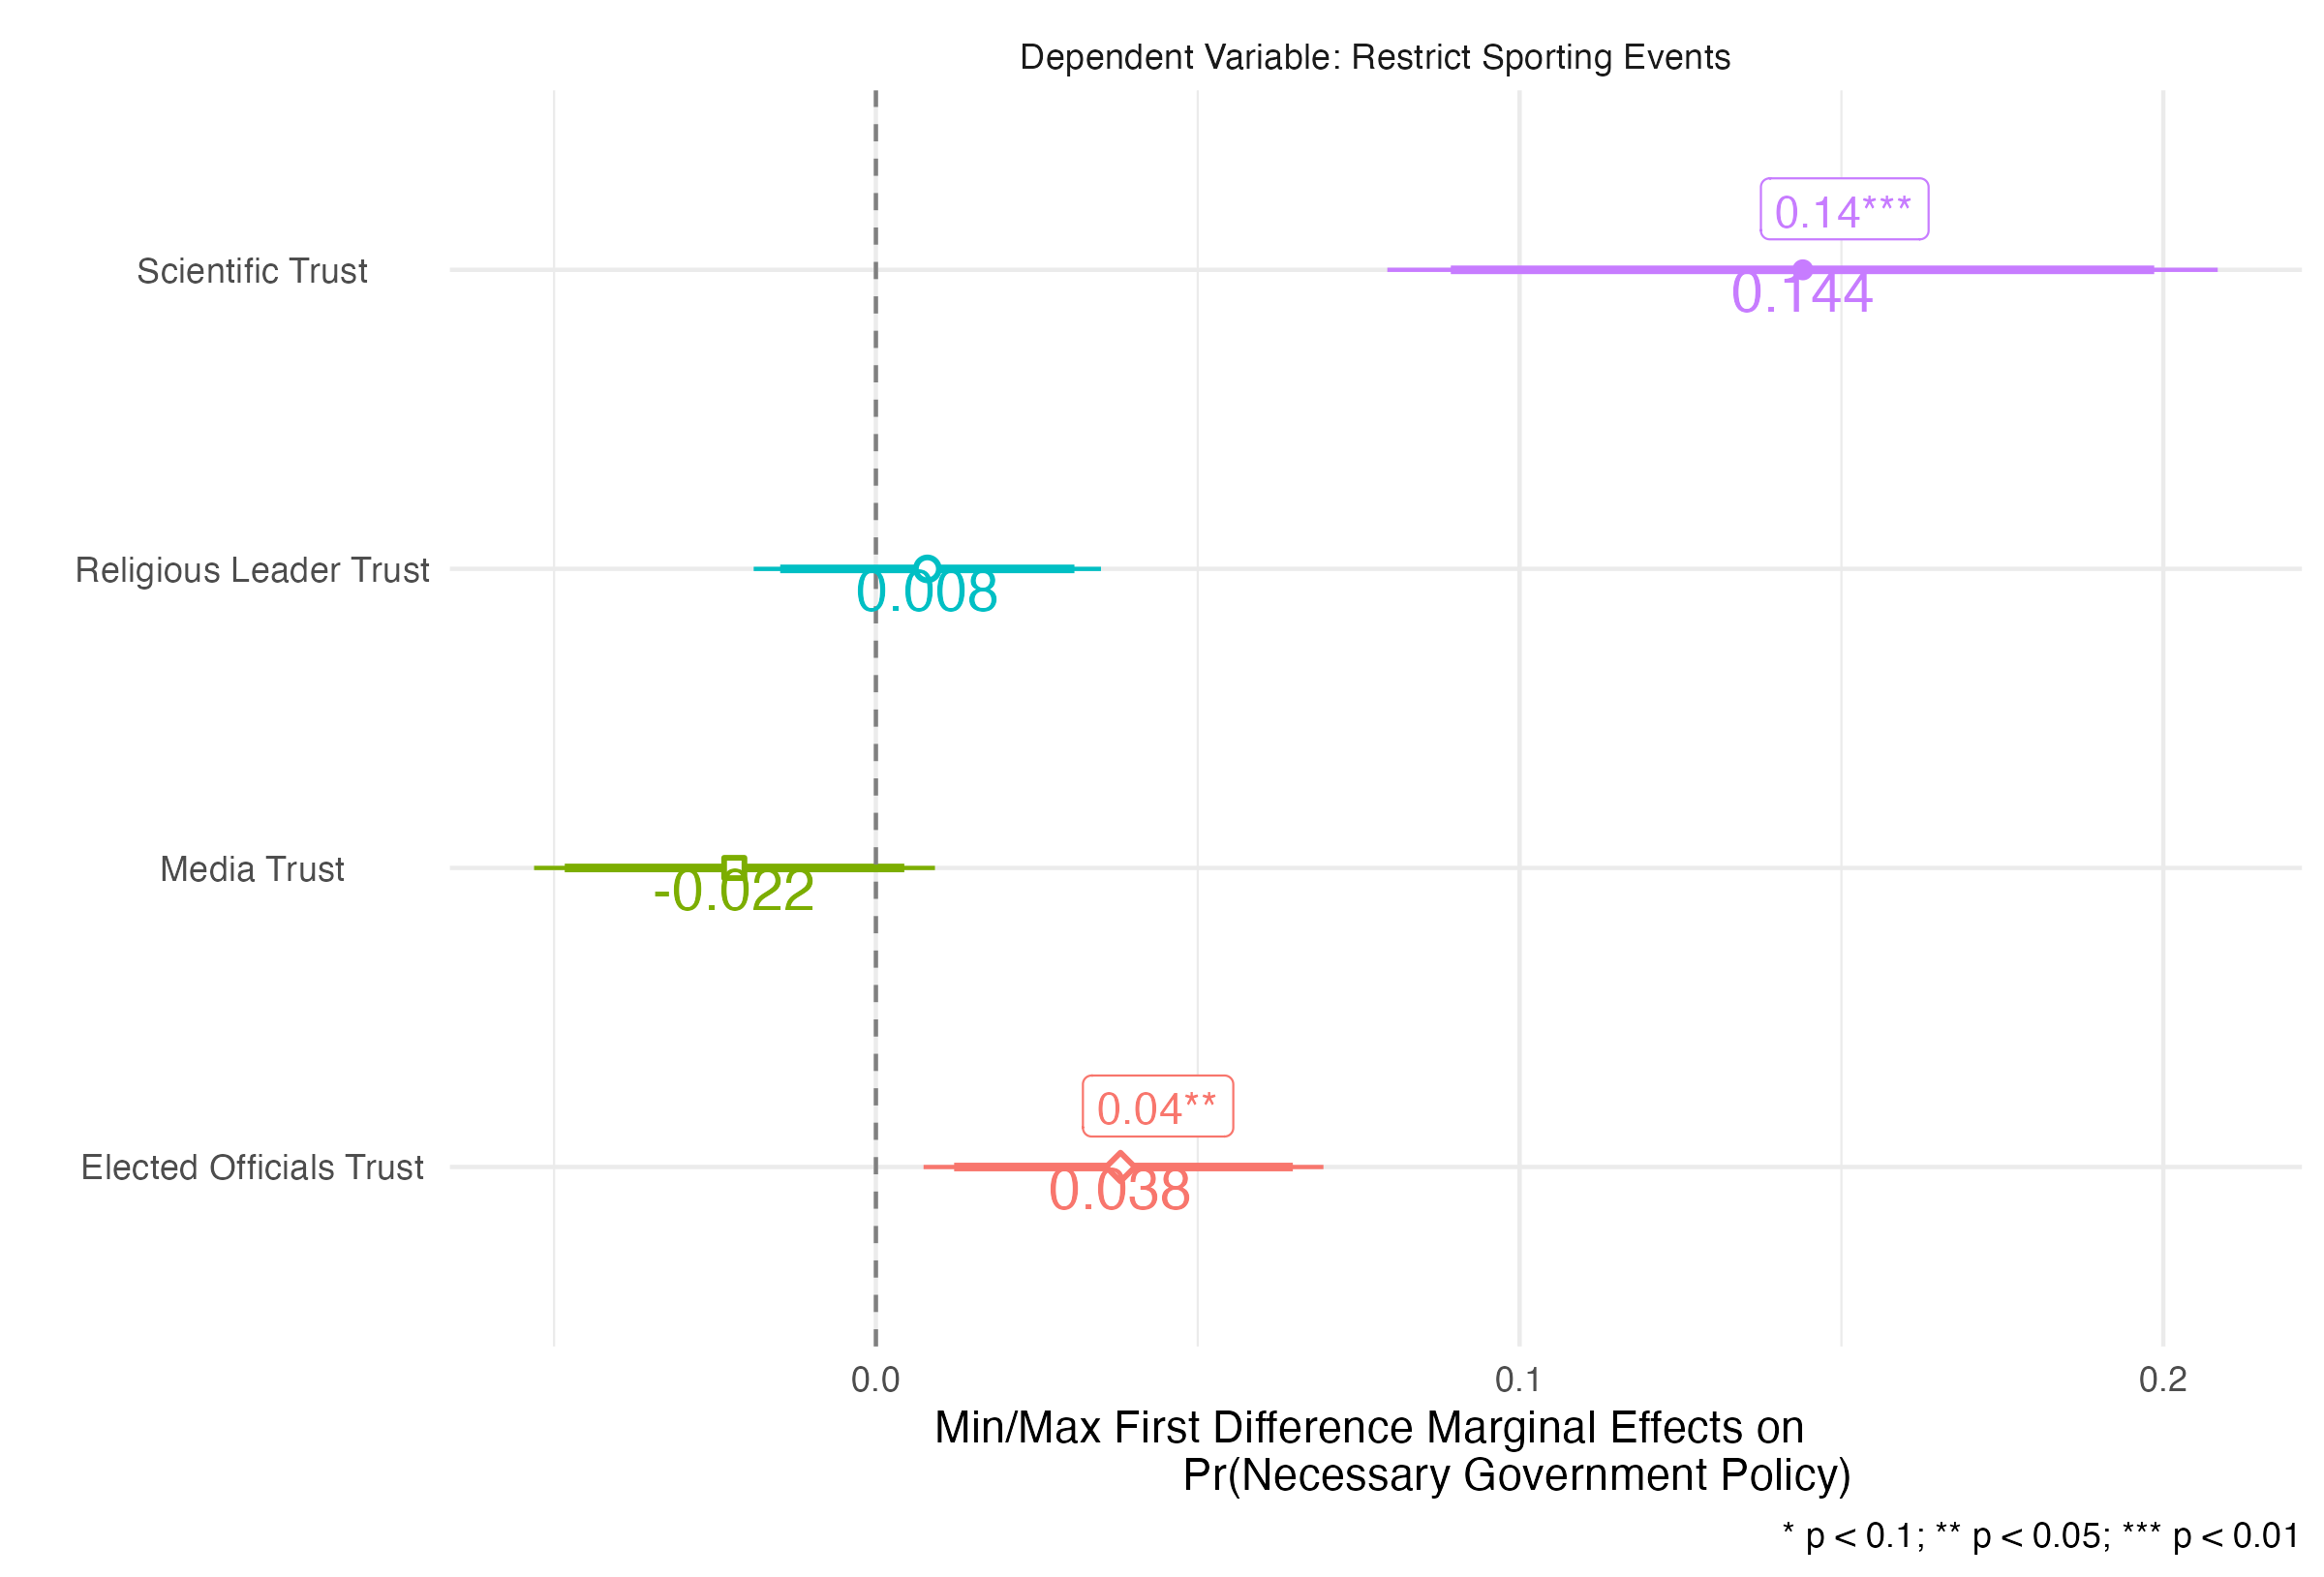 Dependent Variable: Restrict Sporting Events
0.14***
Scientific Trust
0.144
Religious Leader Trust
0.008
Media Trust
-0.022
0.04**
Elected Officials Trust
0.038
0.0 0.1 0.2
Min/Max First Difference Marginal Effects on
Pr(Necessary Government Policy)
* p < 0.1; ** p < 0.05; *** p < 0.01